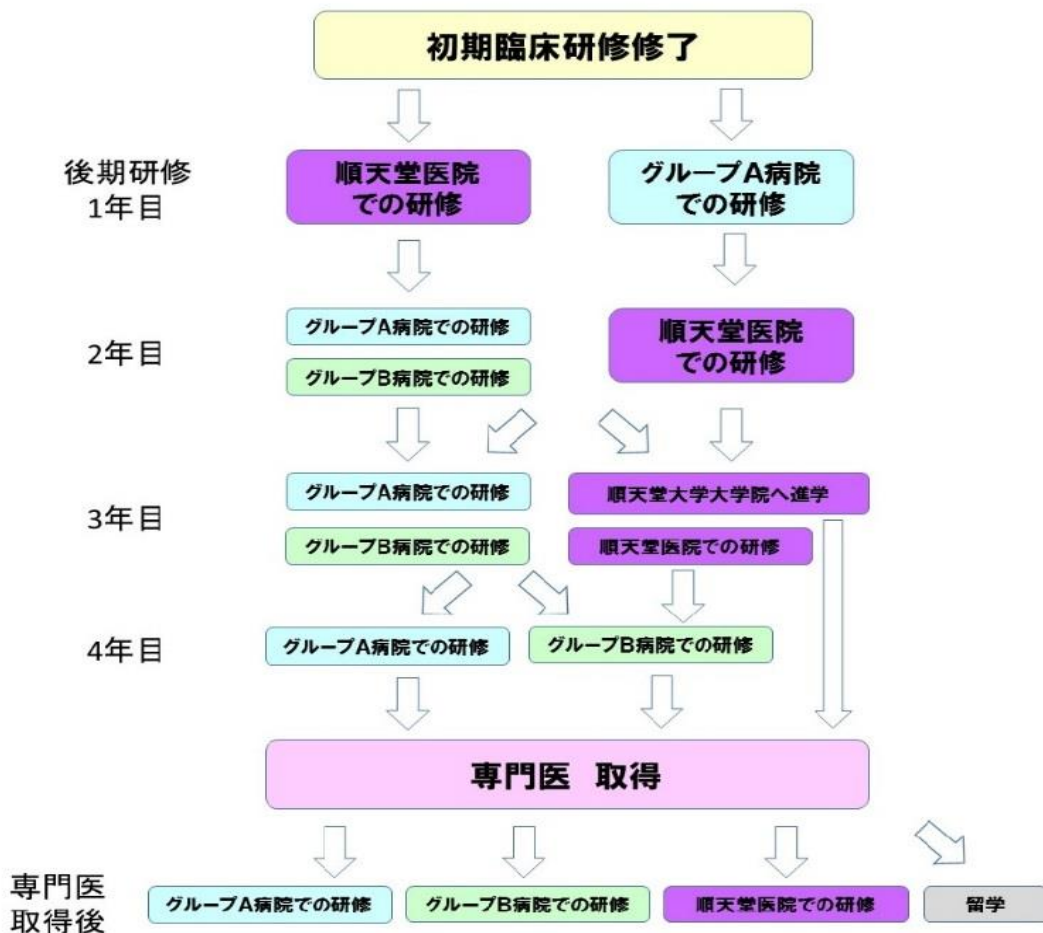 初期臨床研修修了
後期研修
1年目
順天堂医院
での研修
グループA病院
での研修
2年目
グループA病院での研修
グループB病院での研修
順天堂医院
での研修
3年目
グループA病院での研修
グループB病院での研修
順天堂大学大学院へ進学
順天堂医院での研修
4年目
グループA病院での研修
グループB病院での研修
専門医 取得
専門医
取得後
グループA病院での研修
グループB病院での研修
順天堂医院での研修
留学